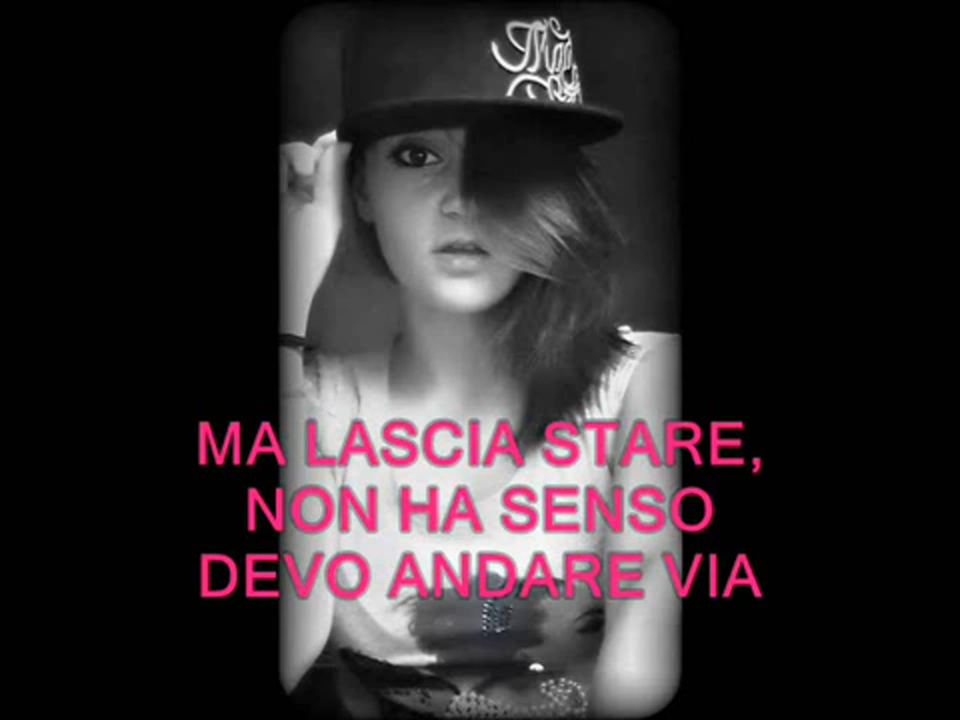 MA LASCIA STARE,
NON HA SENSO
DEVO ANDARE VIA